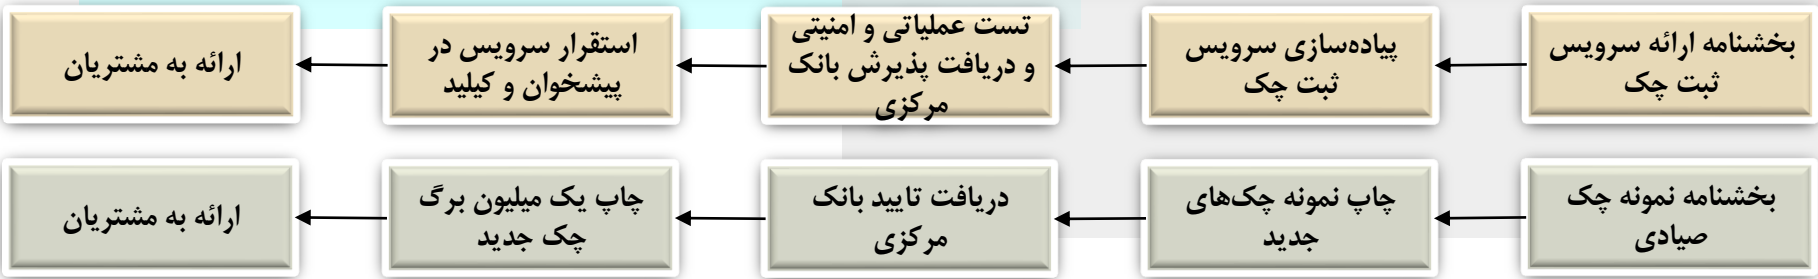 بخشنامه ارائه سرویس
ثبت چک
پیاده‌سازی سرویس
ثبت چک
تست عملیاتی و امنیتی
و دریافت پذیرش بانک
مرکزی
استقرار سرویس در
پیشخوان و کیلید
ارائه به مشتریان
بخشنامه نمونه چک
صیادی
چاپ نمونه چک‌های
جدید
دریافت تایید بانک
مرکزی
چاپ یک میلیون برگ
چک جدید
ارائه به مشتریان